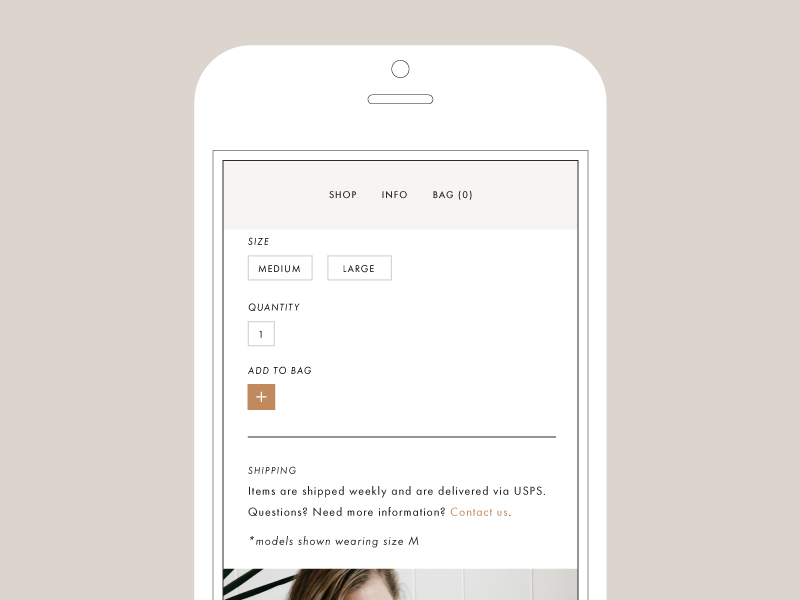 SHOP INFO BAG (0)
SIZE
MEDIUM LARGE
QUANTITY
1
ADD TO BAG
+
SHIPPING
Items are shipped weekly and are delivered via USPS.
Questions? Need more information? Contact us.
*models shown wearing size M